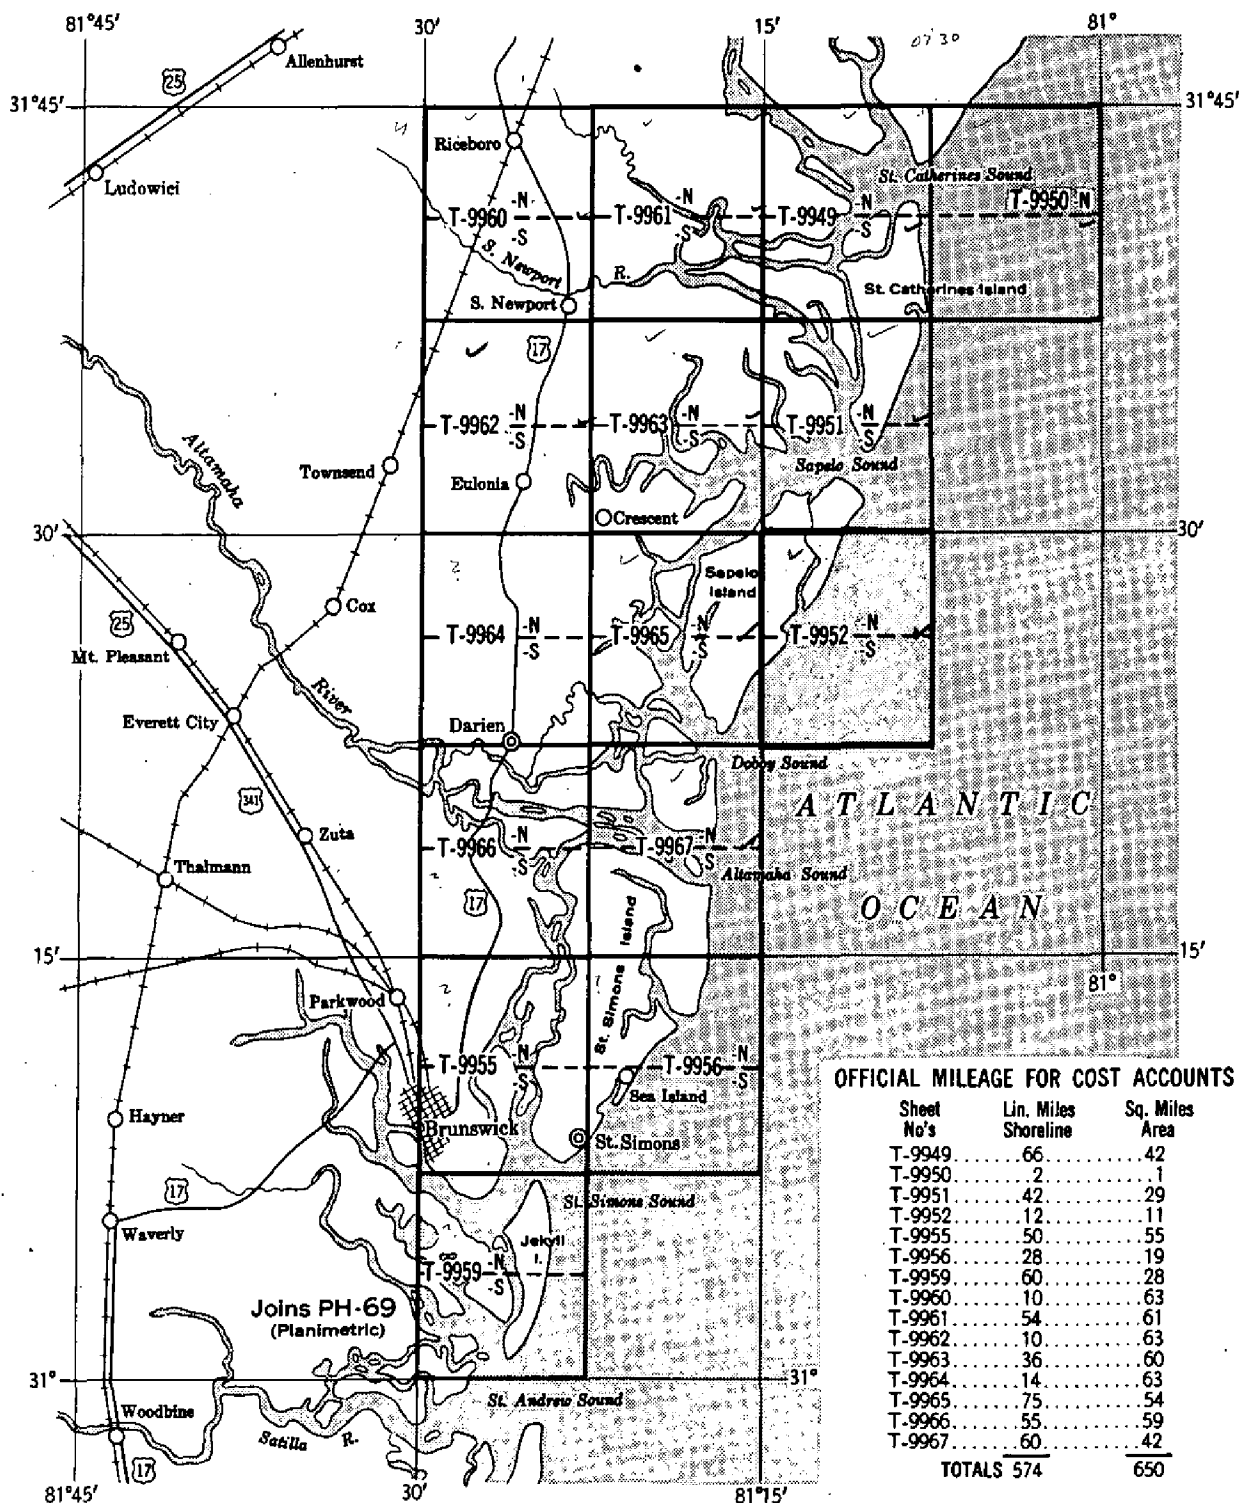 81°45' 30' 15' 81°
07'30
Allenhurst
25
31°45' 31°45'
Riceboro
Ludowici
St. Catherines Sound
T-9960 -N -S
T-9961 -N -S
T-9949 -N -S
T-9950 -N
S. Newport R.
St. Catherines Island
S. Newport
17
T-9962 -N -S
T-9963 -N -S
T-9951 -N -S
Altamaha
Townsend
Eulonia
Sapelo Sound
Crescent
30' 30'
Sapelo
Island
Cox
25
T-9964 -N -S
T-9965 -N -S
T-9952 -N -S
Mt. Pleasant
River
Everett City
Darien
Doboy Sound
341
ATLANTIC
Zuta
T-9966 -N -S
T-9967 -N -S
Thalmann
Altamaha Sound
17
OCEAN
15' 15'
St. Simons Island
81°
Parkwood
T-9955 -N -S
T-9956 -N -S
Sea Island
Hayner
Brunswick
St. Simons
17
St. Simons Sound
Waverly
Jekyll
I.
T-9959 -N -S
Joins PH-69
(Planimetric)
31° 31°
St. Andrew Sound
Woodbine
Satilla R.
17
81°45' 30' 81°15'
OFFICIAL MILEAGE FOR COST ACCOUNTS
Sheet Lin. Miles Sq. Miles
No's Shoreline Area
T-9949.......66.........42
T-9950.......2.........1
T-9951.......42.........29
T-9952.......12.........11
T-9955.......50.........55
T-9956.......28.........19
T-9959.......60.........28
T-9960.......10.........63
T-9961.......54.........61
T-9962.......10.........63
T-9963.......36.........60
T-9964.......14.........63
T-9965.......75.........54
T-9966.......55.........59
T-9967.......60.........42
TOTALS 574 650